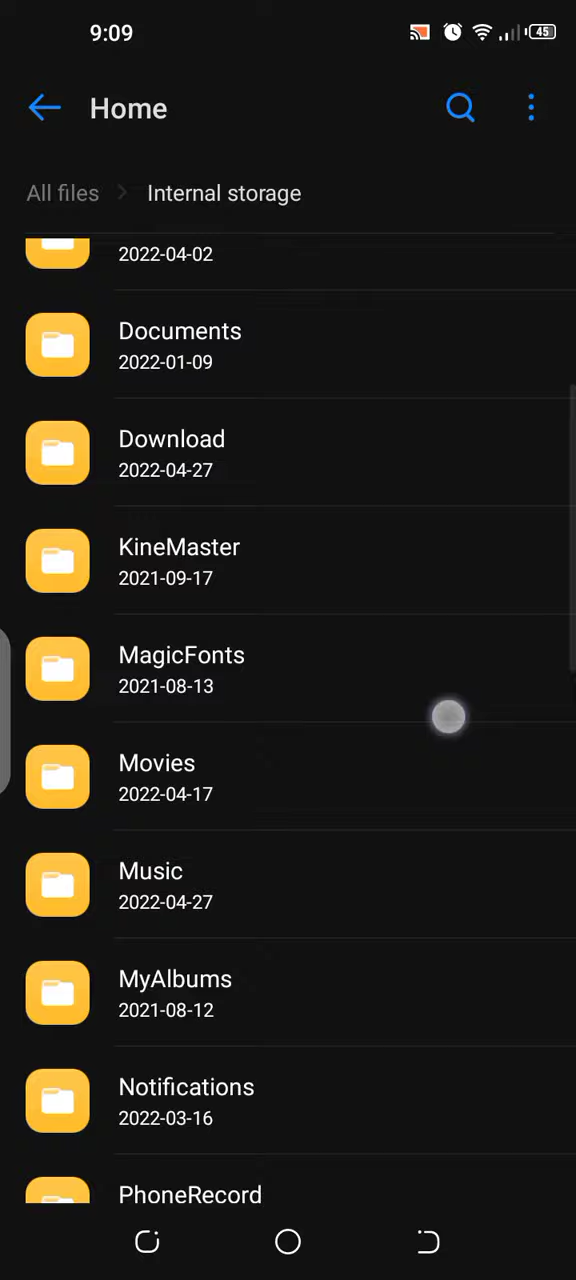 9:09
45
Home
All files
Internal storage
2022-04-02
Documents
2022-01-09
Download
2022-04-27
KineMaster
2021-09-17
MagicFonts
2021-08-13
Movies
2022-04-17
Music
2022-04-27
MyAlbums
2021-08-12
Notifications
2022-03-16
PhoneRecord